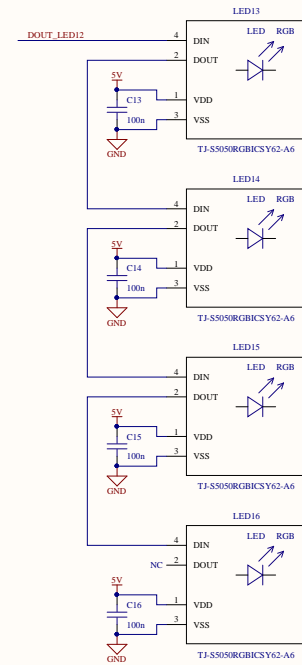 LED13
DOUT_LED12
4 DIN LED RGB
2 DOUT
5V
1 VDD
C13
100n
3 VSS
GND
TJ-S5050RGBICSY62-A6
LED14
4 DIN LED RGB
2 DOUT
5V
1 VDD
C14
100n
3 VSS
GND
TJ-S5050RGBICSY62-A6
LED15
4 DIN LED RGB
2 DOUT
5V
1 VDD
C15
100n
3 VSS
GND
TJ-S5050RGBICSY62-A6
LED16
4 DIN LED RGB
NC 2 DOUT
5V
1 VDD
C16
100n
3 VSS
GND
TJ-S5050RGBICSY62-A6